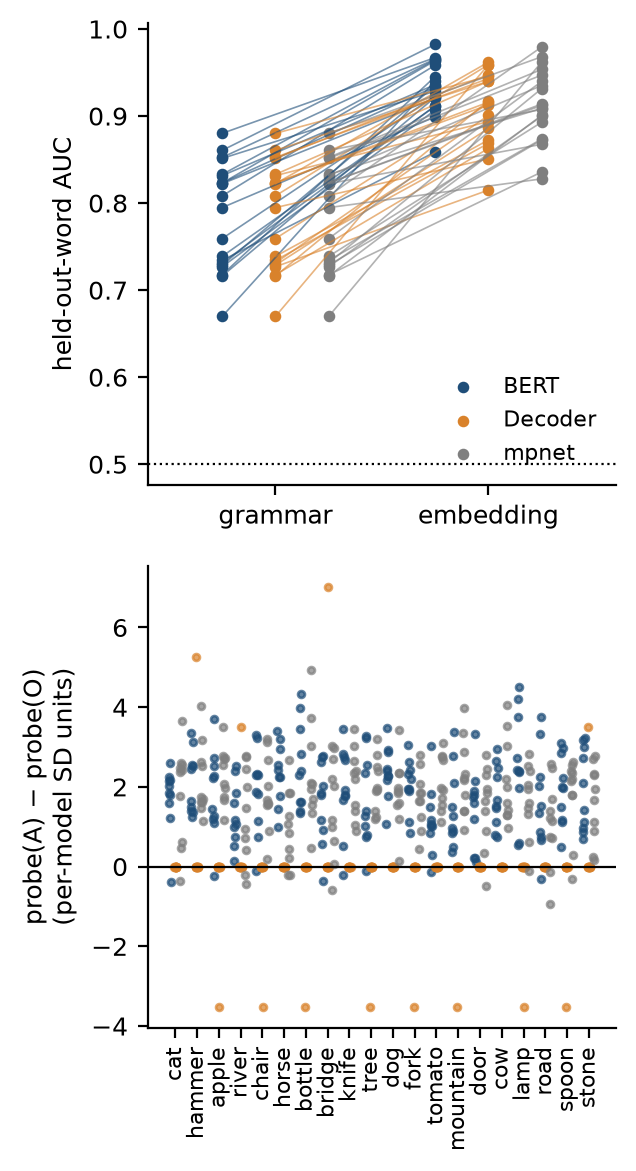 1.0
0.9
0.8
0.7
0.6
0.5
held-out-word AUC
BERT
Decoder
mpnet
grammar
embedding
6
4
2
0
−2
−4
probe(A) − probe(O)
(per-model SD units)
cat
hammer
apple
river
chair
horse
bottle
bridge
knife
tree
dog
fork
tomato
mountain
door
cow
lamp
road
spoon
stone